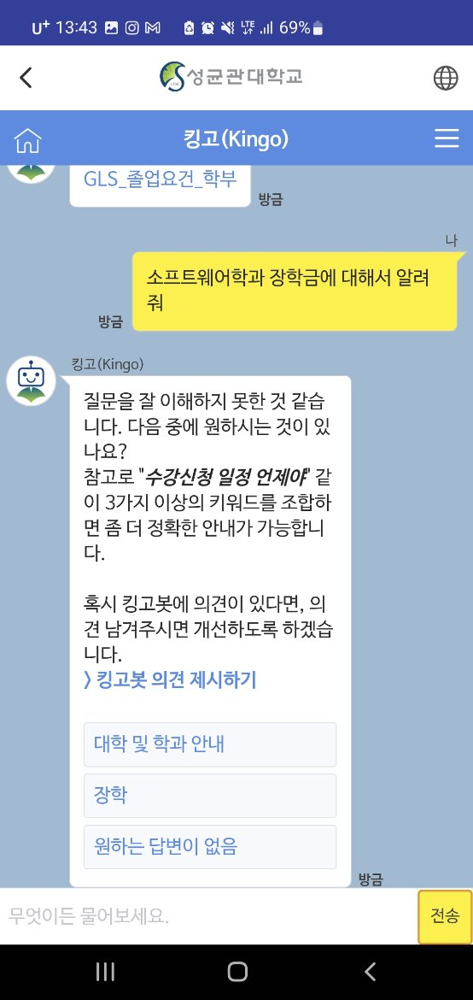 U+ 13:43 LTE 69%
성균관대학교
킹고(Kingo)
GLS_졸업요건_학부
방금
나
소프트웨어학과 장학금에 대해서 알려
줘
방금
킹고(Kingo)
질문을 잘 이해하지 못한 것 같습
니다. 다음 중에 원하시는 것이 있
나요?
참고로 "수강신청 일정 언제야" 같
이 3가지 이상의 키워드를 조합하
면 좀 더 정확한 안내가 가능합니
다.
혹시 킹고봇에 의견이 있다면, 의
견 남겨주시면 개선하도록 하겠습
니다.
> 킹고봇 의견 제시하기
대학 및 학과 안내
장학
원하는 답변이 없음
방금
무엇이든 물어보세요.
전송